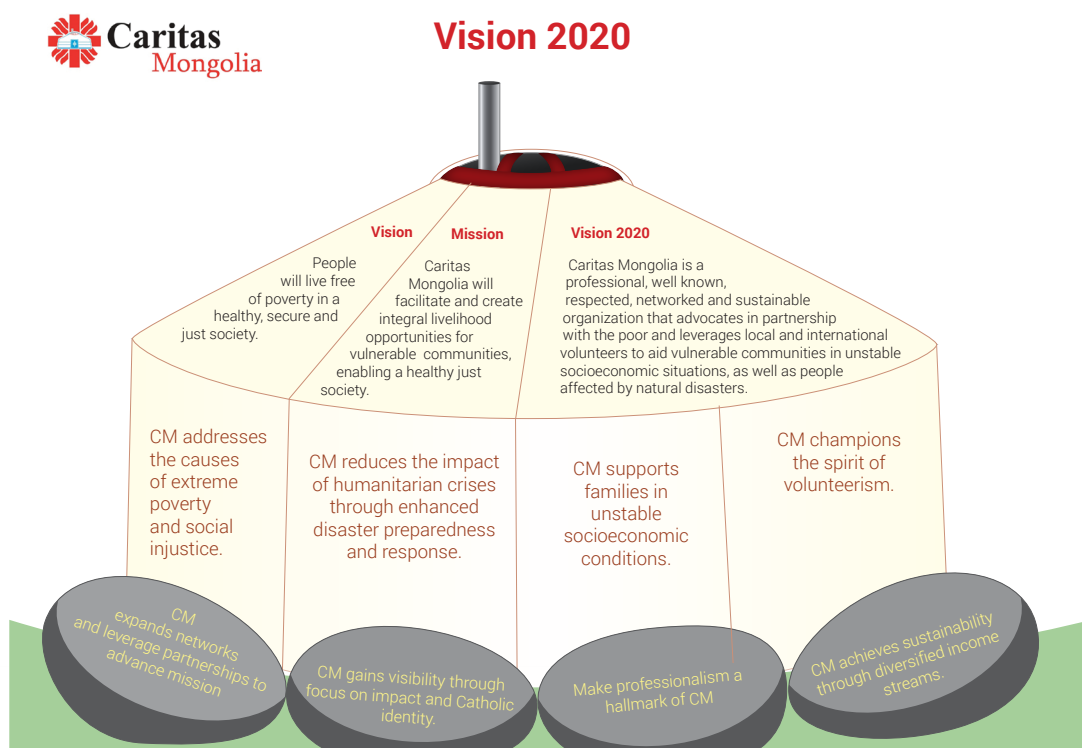 Caritas
Mongolia
Vision 2020
Vision
People
will live free
of poverty in a
healthy, secure and
just society.
Mission
Caritas
Mongolia will
facilitate and create
integral livelihood
opportunities for
vulnerable communities,
enabling a healthy just
society.
Vision 2020
Caritas Mongolia is a
professional, well known,
respected, networked and sustainable
organization that advocates in partnership
with the poor and leverages local and international
volunteers to aid vulnerable communities in unstable
socioeconomic situations, as well as people
affected by natural disasters.
CM addresses
the causes
of extreme
poverty
and social
injustice.
CM reduces the impact
of humanitarian crises
through enhanced
disaster preparedness
and response.
CM supports
families in
unstable
socioeconomic
conditions.
CM champions
the spirit of
volunteerism.
CM
expands networks
and leverage partnerships to
advance mission
CM gains visibility through
focus on impact and Catholic
identity.
Make professionalism a
hallmark of CM
CM achieves sustainability
through diversified income
streams.